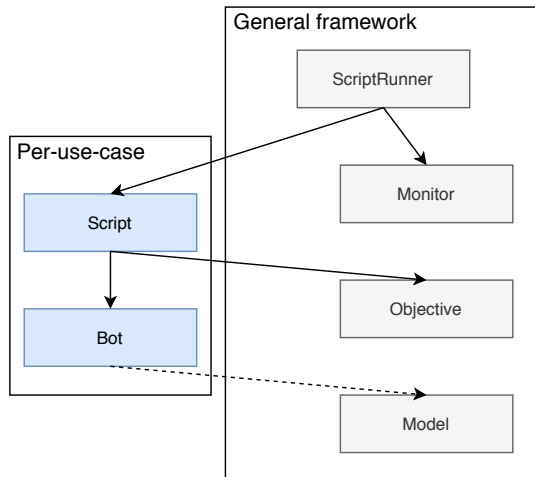 General framework
ScriptRunner
Per-use-case
Script
Monitor
Bot
Objective
Model